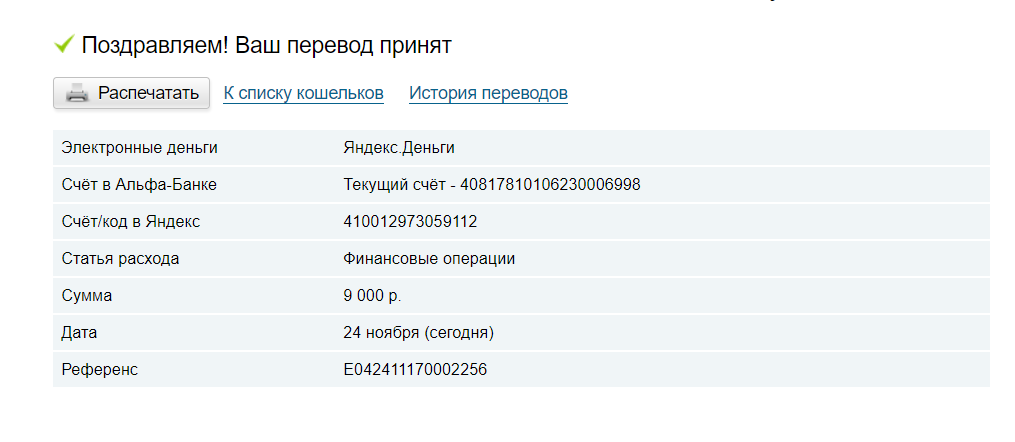 Поздравляем! Ваш перевод принят
Распечатать К списку кошельков История переводов
Электронные деньги Яндекс.Деньги
Счёт в Альфа-Банке Текущий счёт - 40817810106230006998
Счёт/код в Яндекс 410012973059112
Статья расхода Финансовые операции
Сумма 9 000 р.
Дата 24 ноября (сегодня)
Референс E042411170002256